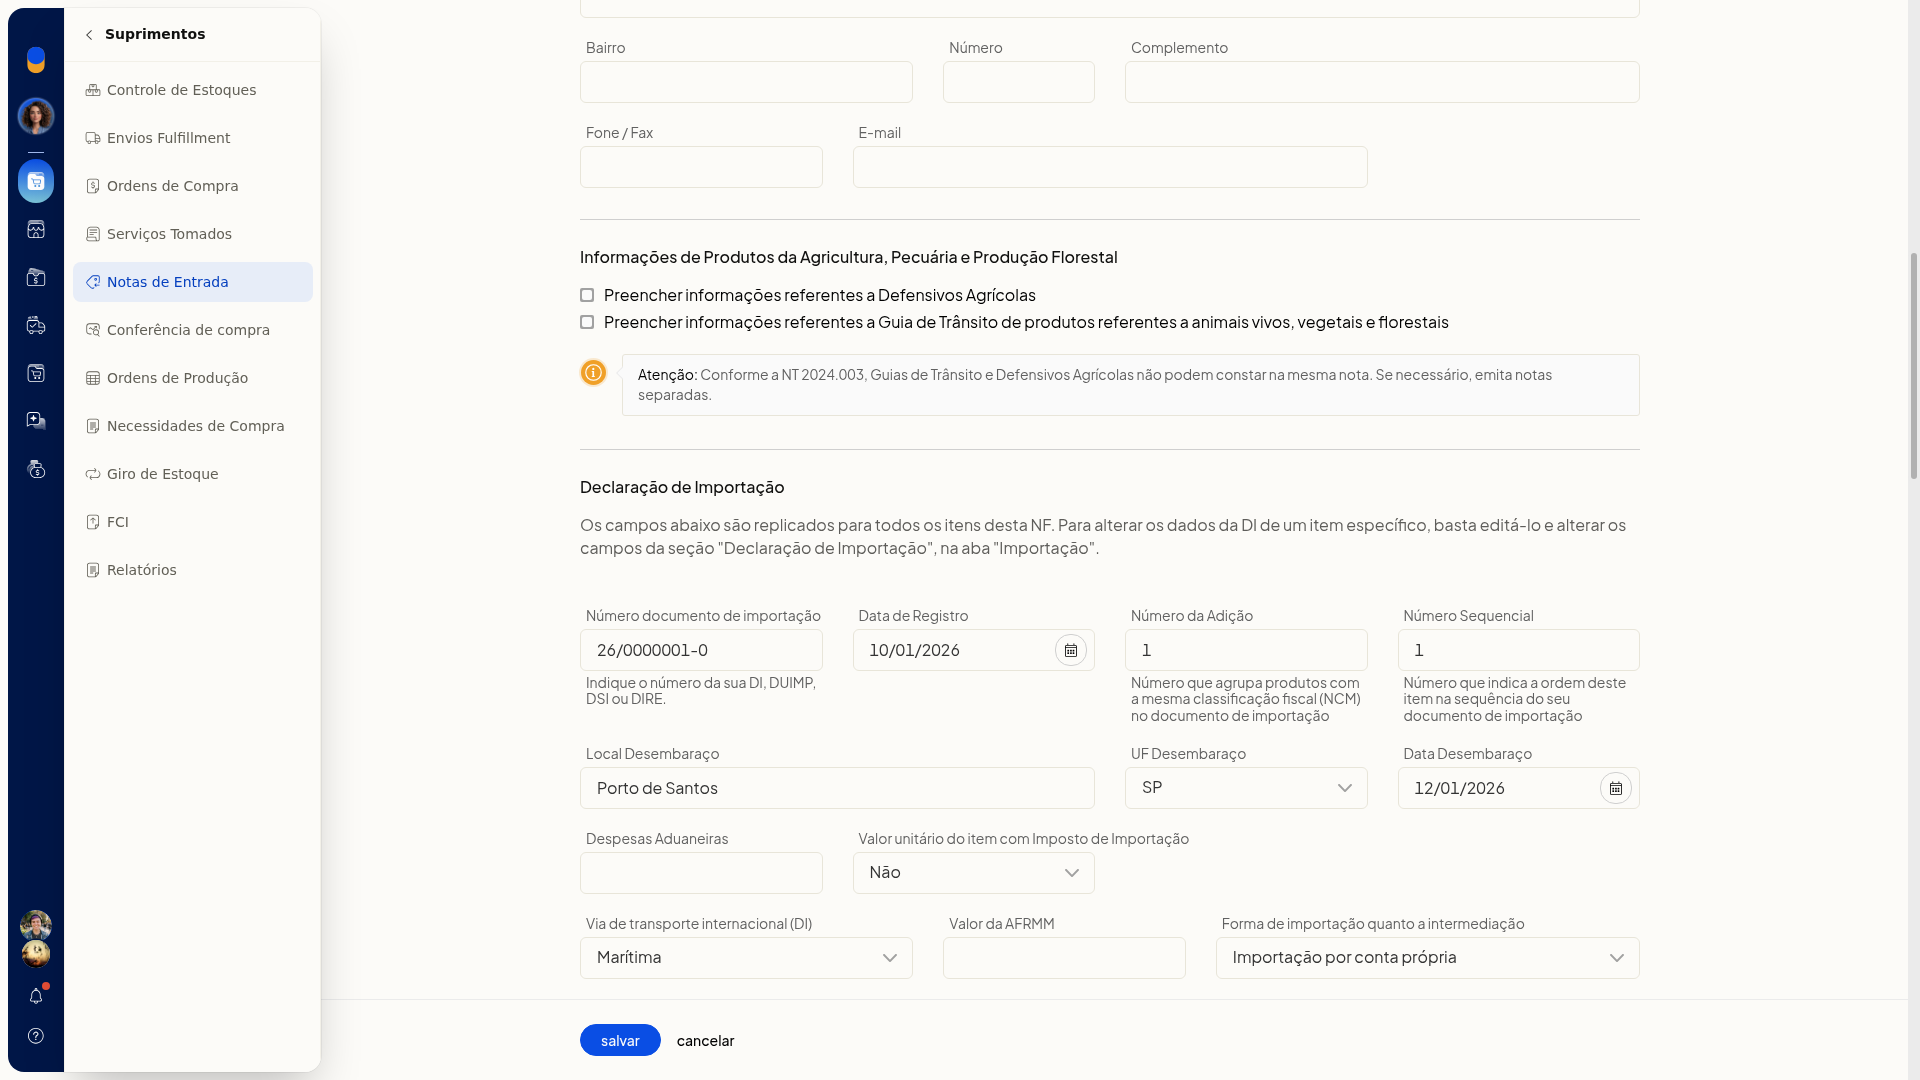 Suprimentos
Controle de Estoques
Envios Fulfillment
Ordens de Compra
Serviços Tomados
Notas de Entrada
Conferência de compra
Ordens de Produção
Necessidades de Compra
Giro de Estoque
FCI
Relatórios
Bairro
Número
Complemento
Fone / Fax
E-mail
Informações de Produtos da Agricultura, Pecuária e Produção Florestal
Preencher informações referentes a Defensivos Agrícolas
Preencher informações referentes a Guia de Trânsito de produtos referentes a animais vivos, vegetais e florestais
Atenção: Conforme a NT 2024.003, Guias de Trânsito e Defensivos Agrícolas não podem constar na mesma nota. Se necessário, emita notas
separadas.
Declaração de Importação
Os campos abaixo são replicados para todos os itens desta NF. Para alterar os dados da DI de um item específico, basta editá-lo e alterar os
campos da seção "Declaração de Importação", na aba "Importação".
Número documento de importação
26/0000001-0
Indique o número da sua DI, DUIMP,
DSI ou DIRE.
Data de Registro
10/01/2026
Número da Adição
1
Número que agrupa produtos com
a mesma classificação fiscal (NCM)
no documento de importação
Número Sequencial
1
Número que indica a ordem deste
item na sequência do seu
documento de importação
Local Desembaraço
Porto de Santos
UF Desembaraço
SP
Data Desembaraço
12/01/2026
Despesas Aduaneiras
Valor unitário do item com Imposto de Importação
Não
Via de transporte internacional (DI)
Marítima
Valor da AFRMM
Forma de importação quanto a intermediação
Importação por conta própria
salvar
cancelar